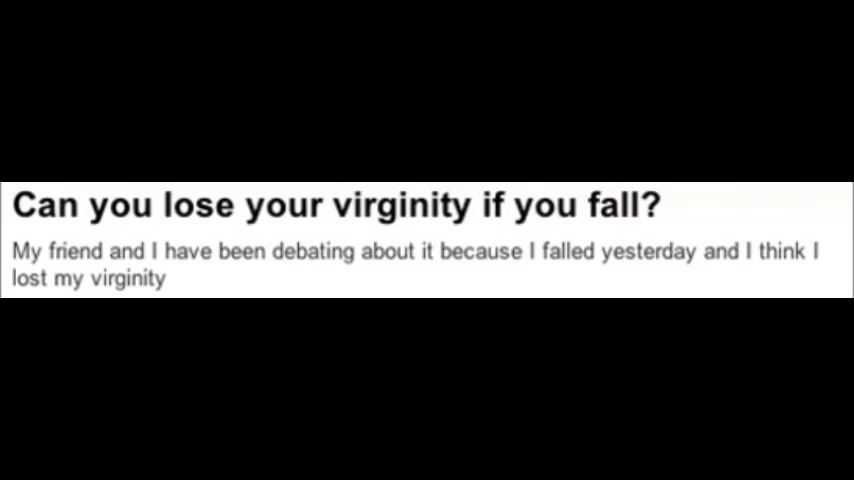 Can you lose your virginity if you fall?
My friend and I have been debating about it because I falled yesterday and I think I
lost my virginity